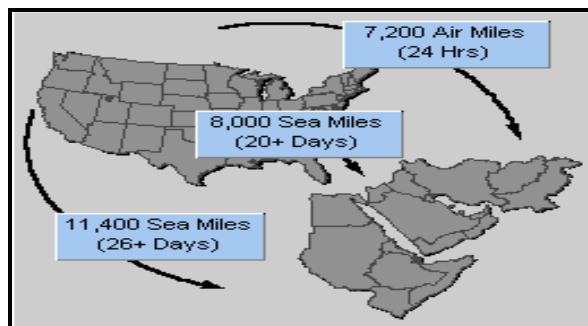 7,200 Air Miles
(24 Hrs)
8,000 Sea Miles
(20+ Days)
11,400 Sea Miles
(26+ Days)